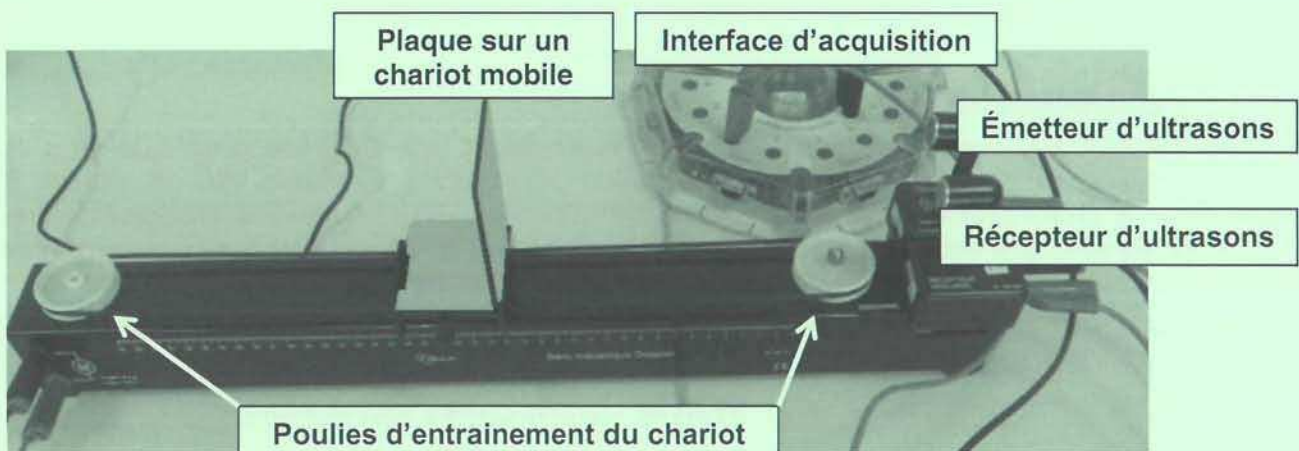 Plaque sur un
chariot mobile
Interface d'acquisition
Émetteur d'ultrasons
Récepteur d'ultrasons
Poulies d'entrainement du chariot